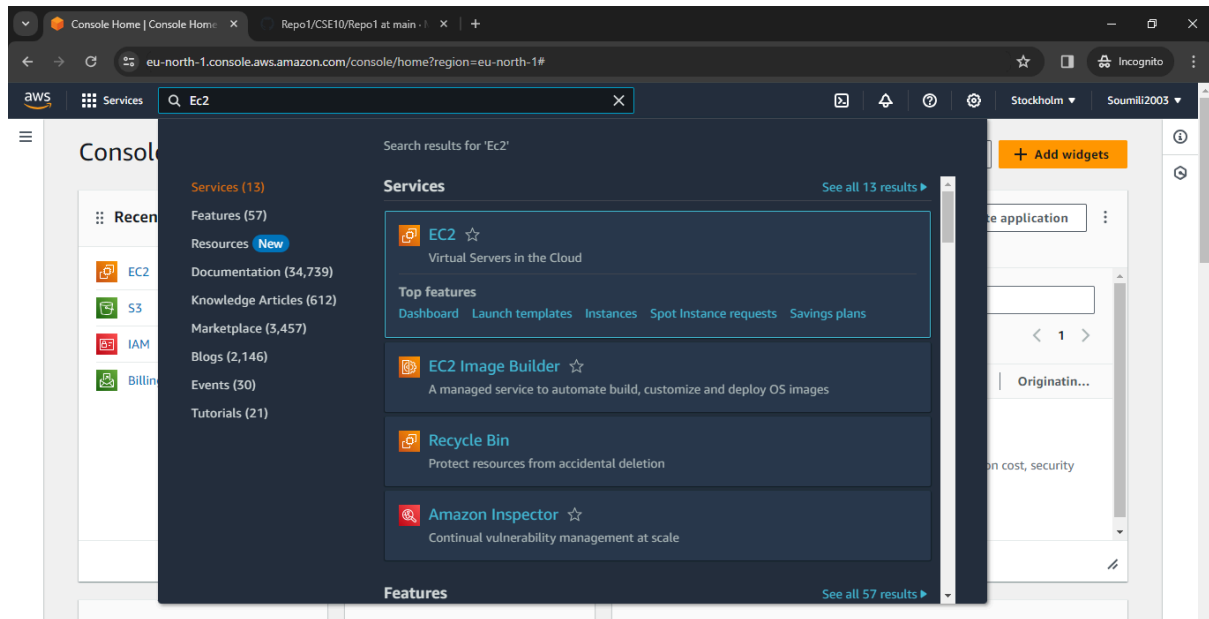 Console Home | Console Home
Repo1/CSE10/Repo1 at main ·
eu-north-1.console.aws.amazon.com/console/home?region=eu-north-1#
Incognito
aws
Services
Ec2
Stockholm
Soumili2003
Consol
Search results for 'Ec2'
+ Add widgets
Services (13)
Features (57)
Resources New
Documentation (34,739)
Knowledge Articles (612)
Marketplace (3,457)
Blogs (2,146)
Events (30)
Tutorials (21)
Services
See all 13 results
EC2
Virtual Servers in the Cloud
Top features
Dashboard Launch templates Instances Spot Instance requests Savings plans
EC2 Image Builder
A managed service to automate build, customize and deploy OS images
Recycle Bin
Protect resources from accidental deletion
Amazon Inspector
Continual vulnerability management at scale
Features
See all 57 results
Recen
EC2
S3
IAM
Billin
te application
1
Originatin...
on cost, security